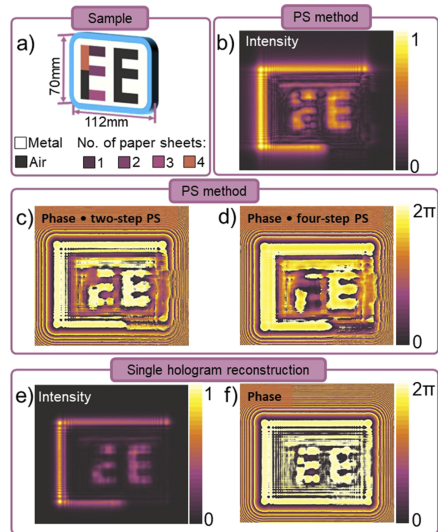 Sample
a)
EE
70mm
112mm
Metal
No. of paper sheets:
Air
1
2
3
4
PS method
b)
Intensity
1
0
PS method
c)
Phase • two-step PS
d)
Phase • four-step PS
2π
0
Single hologram reconstruction
e)
Intensity
1
0
f)
Phase
2π
0